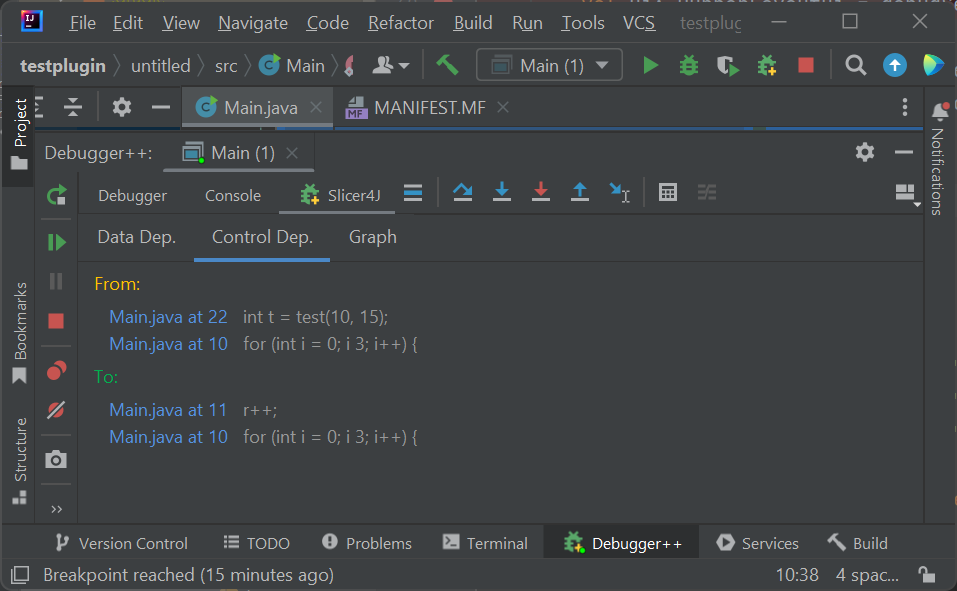 File Edit View Navigate Code Refactor Build Run Tools VCS testplug
testplugin untitled src Main Main (1)
Project
Main.java MANIFEST.MF
Notifications
Debugger++: Main (1)
Debugger Console Slicer4J
Data Dep. Control Dep. Graph
From:
Main.java at 22 int t = test(10, 15);
Main.java at 10 for (int i = 0; i 3; i++) {
To:
Main.java at 11 r++;
Main.java at 10 for (int i = 0; i 3; i++) {
Bookmarks
Structure
Version Control TODO Problems Terminal Debugger++ Services Build
Breakpoint reached (15 minutes ago) 10:38 4 spac...